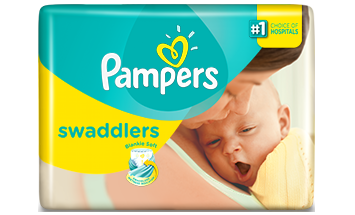 #1 CHOICE OF
HOSPITALS
Pampers
swaddlers
Blankie Soft